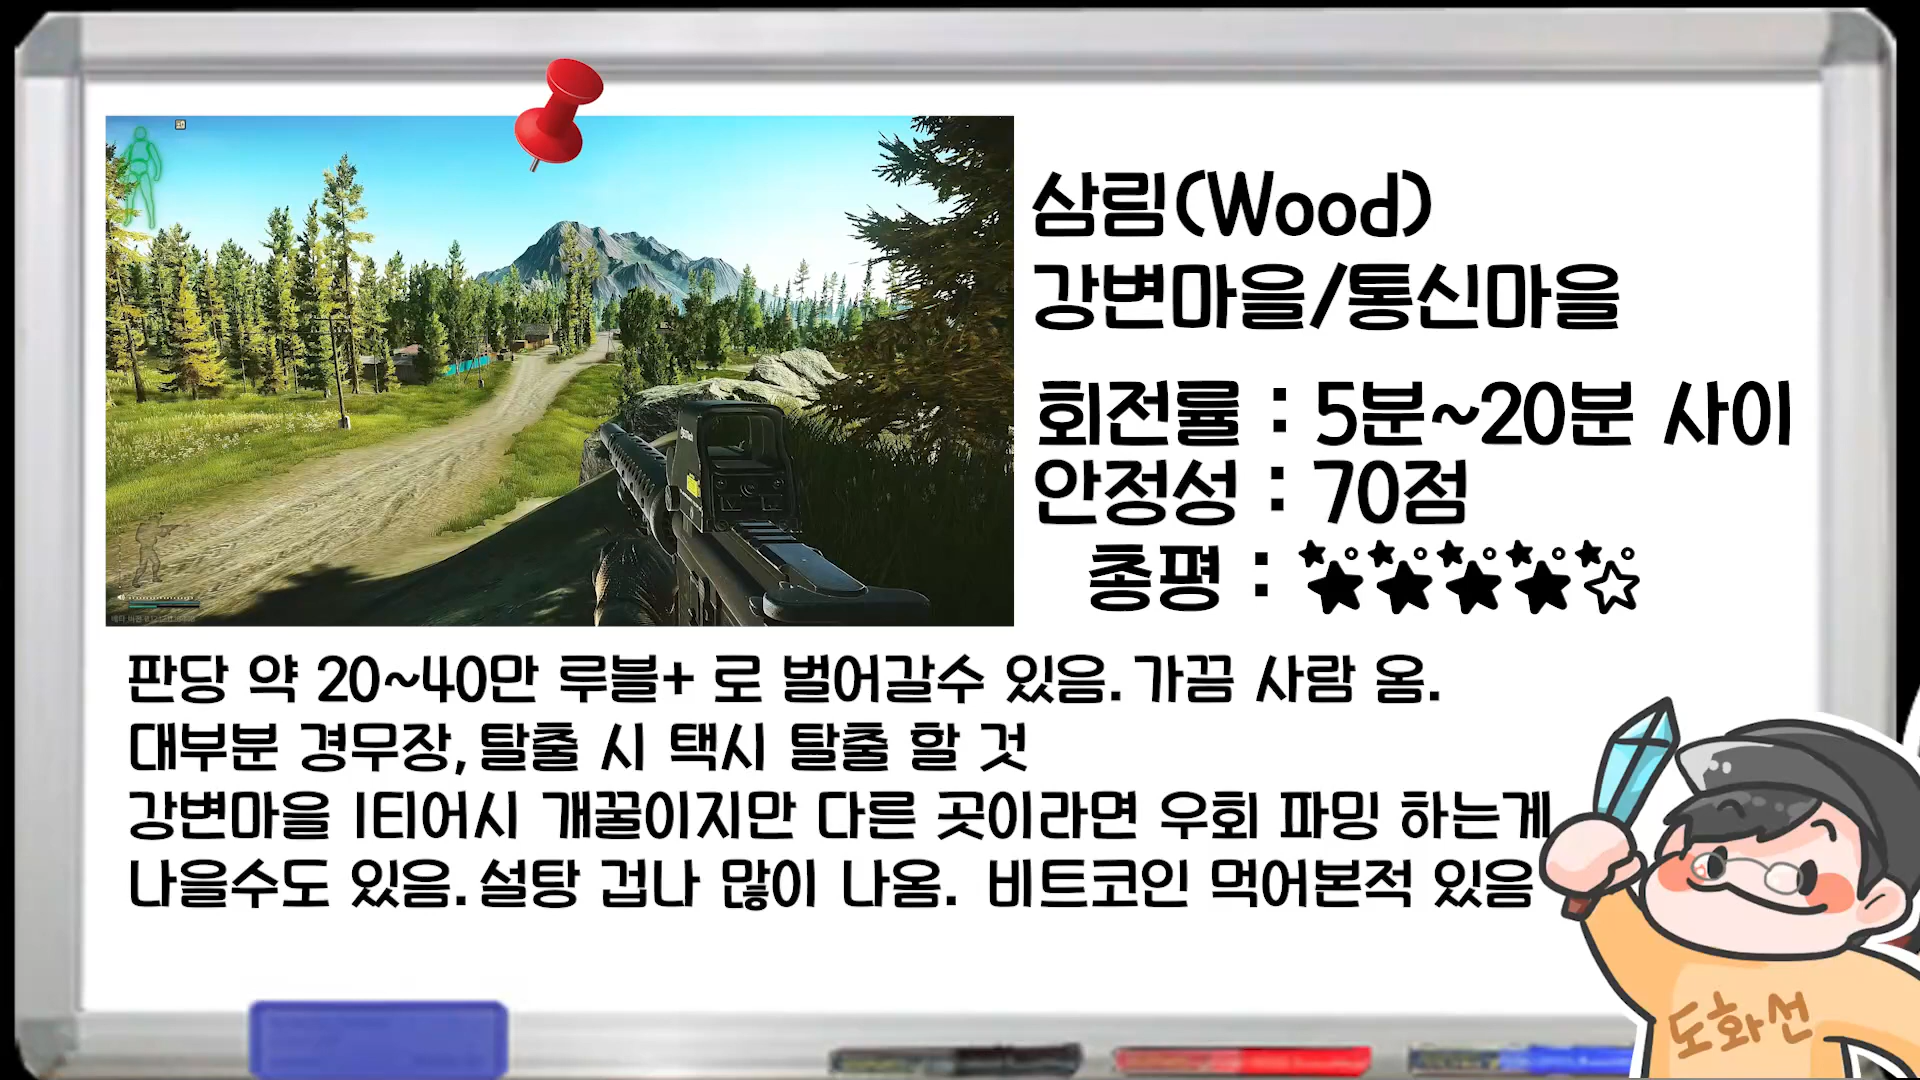 삼림(Wood)
강변마을/통신마을
회전률 : 5분~20분 사이
안정성 : 70점
총평 : ★★★★☆
판당 약 20~40만 루블+ 로 벌어갈수 있음. 가끔 사람 옴.
대부분 경무장, 탈출 시 택시 탈출 할 것
강변마을 1티어시 개꿀이지만 다른 곳이라면 우회 파밍 하는게
나을수도 있음. 설탕 겁나 많이 나옴. 비트코인 먹어본적 있음
도화선